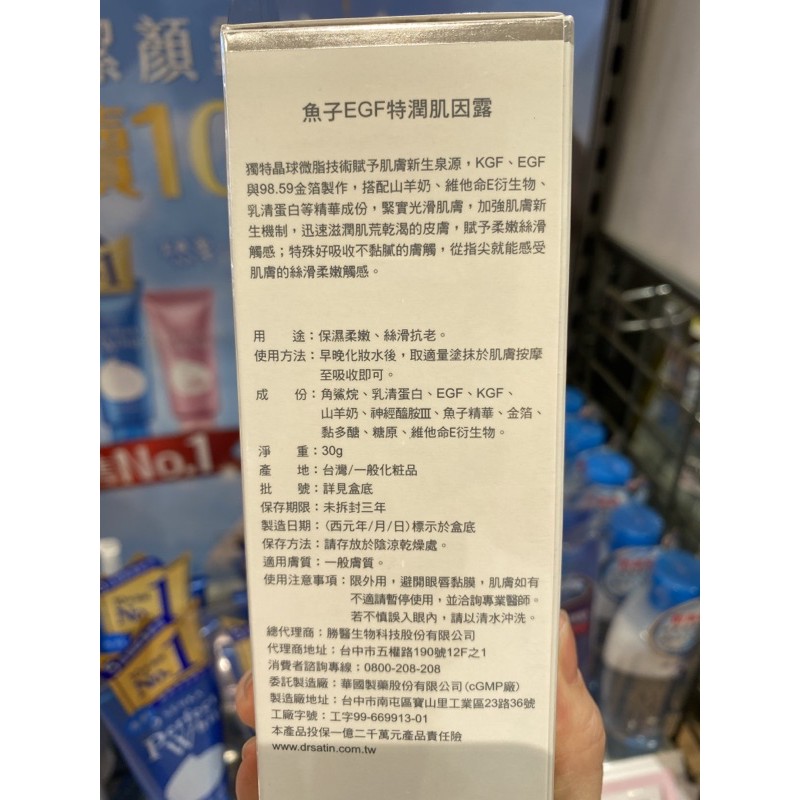 魚子EGF特潤肌因露
獨特晶球微脂技術賦予肌膚新生泉源，KGF、EGF
與98.59金箔製作，搭配山羊奶、維他命E衍生物、
乳清蛋白等精華成份，緊實光滑肌膚，加強肌膚新
生機制，迅速滋潤肌荒乾渴的皮膚，賦予柔嫩絲滑
觸感；特殊好吸收不黏膩的膚觸，從指尖就能感受
肌膚的絲滑柔嫩觸感。
用　　途：保濕柔嫩、絲滑抗老。
使用方法：早晚化妝水後，取適量塗抹於肌膚按摩
至吸收即可。
成　　份：角鯊烷、乳清蛋白、EGF、KGF、
山羊奶、神經醯胺III、魚子精華、金箔、
黏多醣、糖原、維他命E衍生物。
淨　　重：30g
產　　地：台灣/一般化粧品
批　　號：詳見盒底
保存期限：未拆封三年
製造日期：(西元年/月/日)標示於盒底
保存方法：請存放於陰涼乾燥處。
適用膚質：一般膚質。
使用注意事項：限外用，避開眼唇黏膜，肌膚如有
不適請暫停使用，並洽詢專業醫師。
若不慎誤入眼內，請以清水沖洗。
總代理商：勝醫生物科技股份有限公司
代理商地址：台中市五權路190號12F之1
消費者諮詢專線：0800-208-208
委託製造廠：華國製藥股份有限公司(cGMP廠)
製造廠地址：台中市南屯區寶山里工業區23路36號
工廠字號：工字99-669913-01
本產品投保一億二千萬元產品責任險
www.drsatin.com.tw
潔顏
10
1
No.1
No.
1
No.1
Perfect